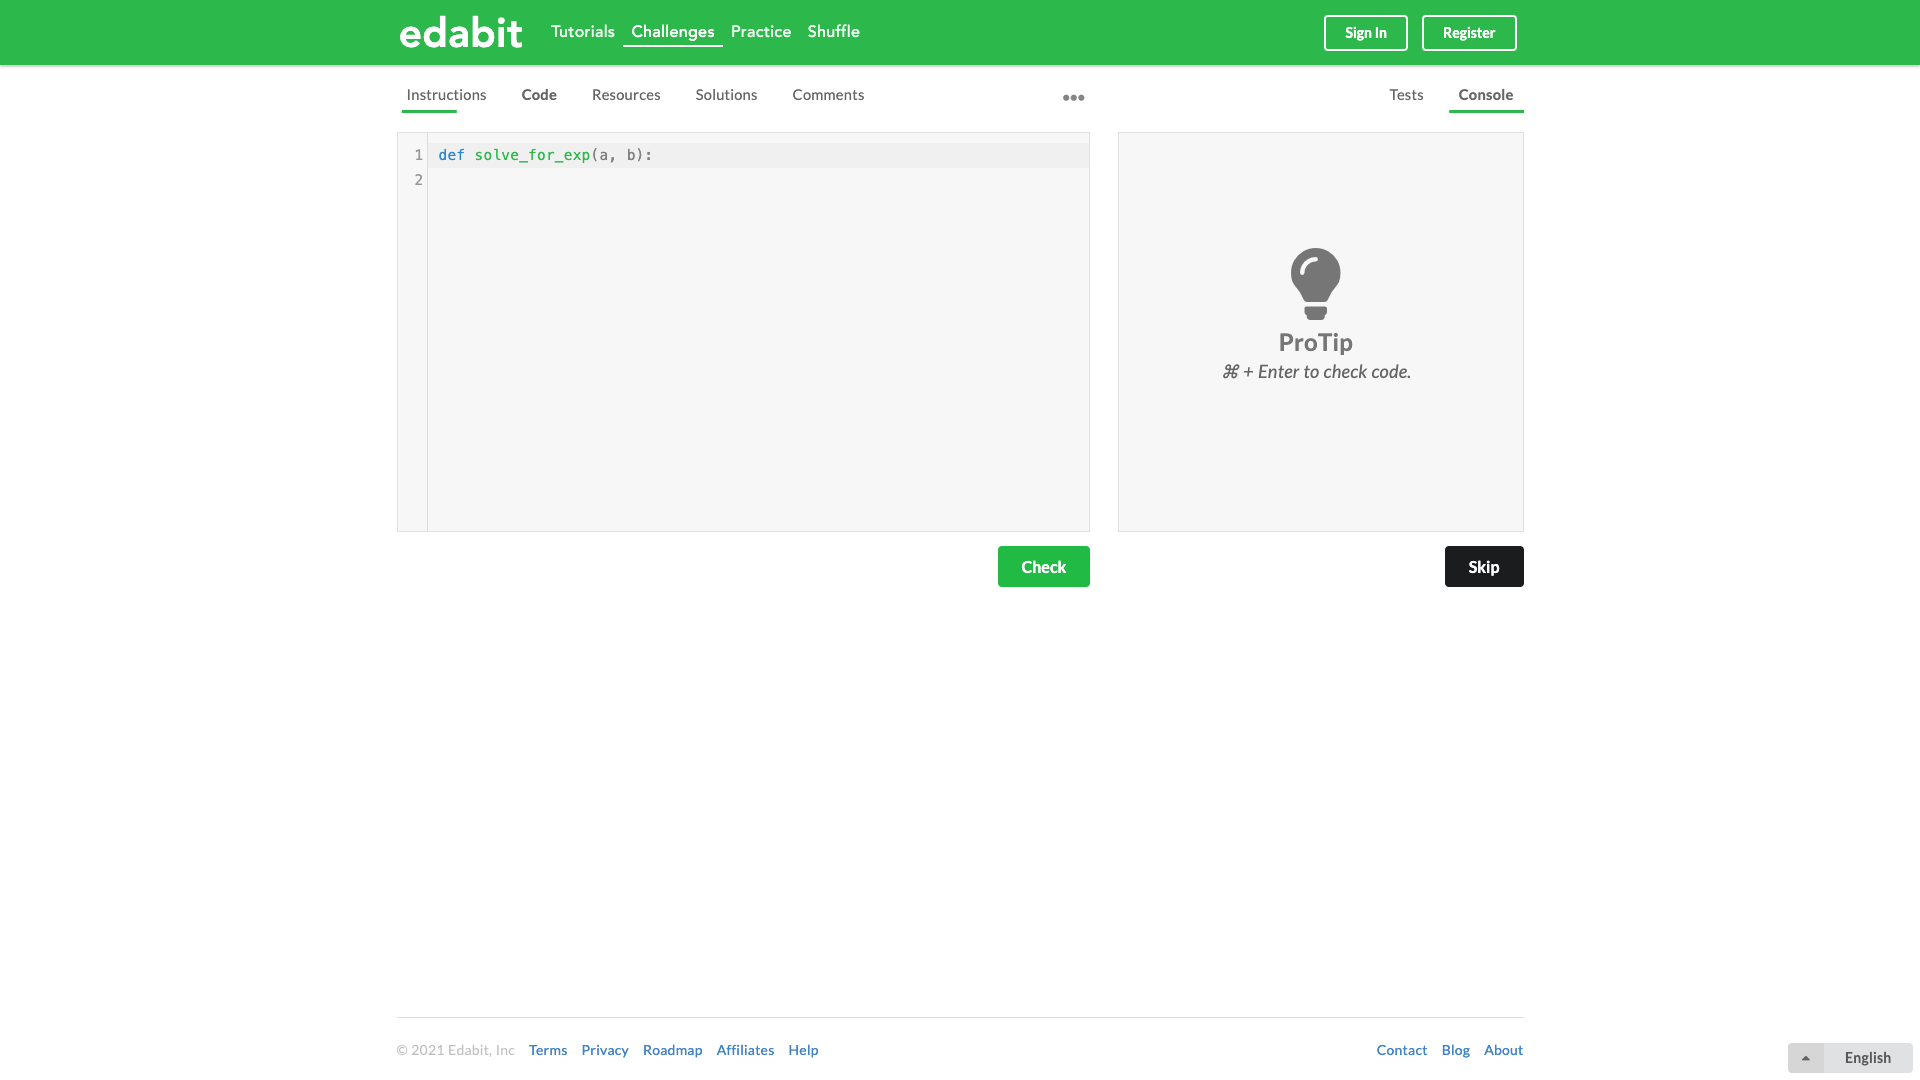 edabit Tutorials Challenges Practice Shuffle Sign In Register
Instructions Code Resources Solutions Comments ••• Tests Console
1 def solve_for_exp(a, b):
2
ProTip
⌘ + Enter to check code.
Check Skip
© 2021 Edabit, Inc Terms Privacy Roadmap Affiliates Help Contact Blog About
English